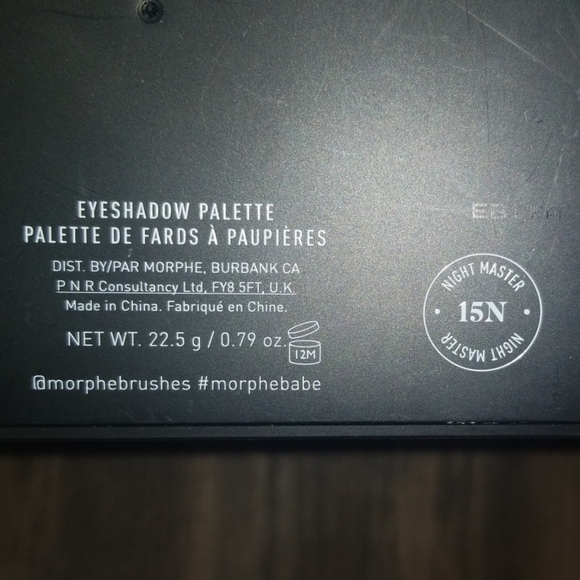 EYESHADOW PALETTE
PALETTE DE FARDS À PAUPIÈRES
DIST. BY/PAR MORPHE, BURBANK CA
P N R Consultancy Ltd, FY8 5FT, U.K.
Made in China. Fabriqué en Chine.
NET WT. 22.5 g / 0.79 oz.
12M
@morphebrushes #morphebabe
NIGHT MASTER
15N
NIGHT MASTER